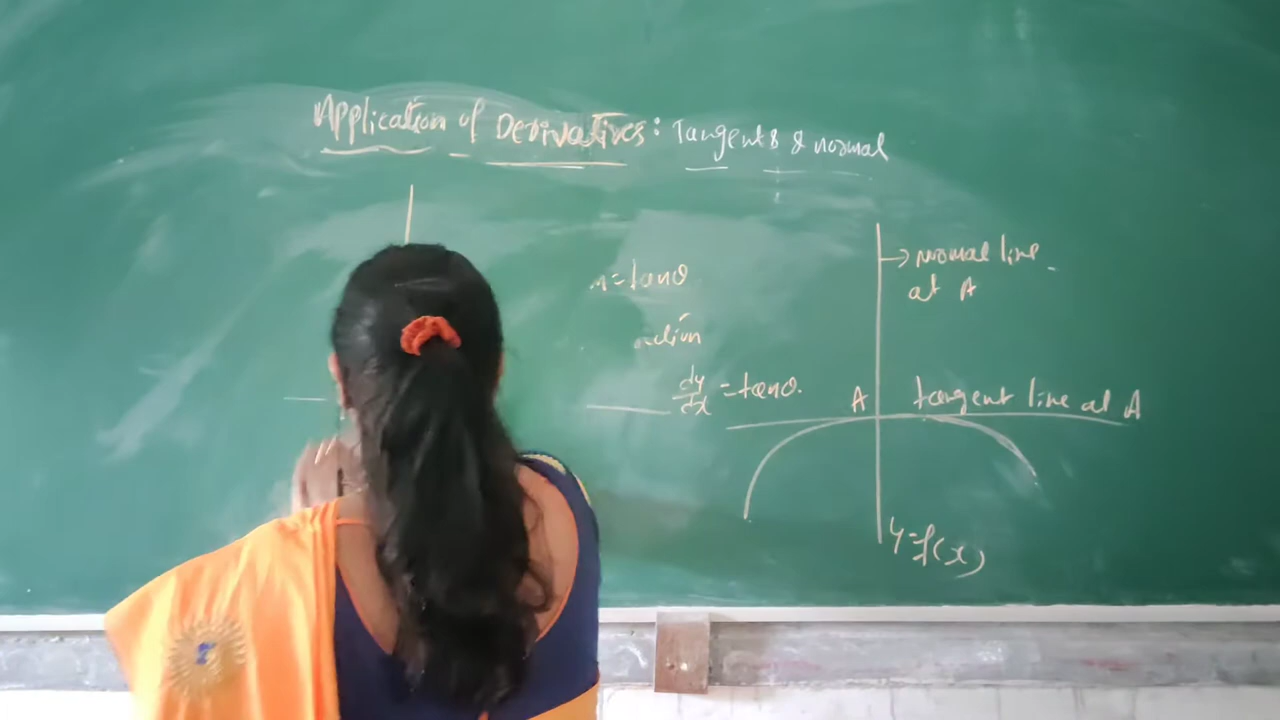 Application of Derivatives: Tangents & normal
m=tanθ
dy/dx = tanθ.
normal line
at A
A
tangent line at A
y=f(x)